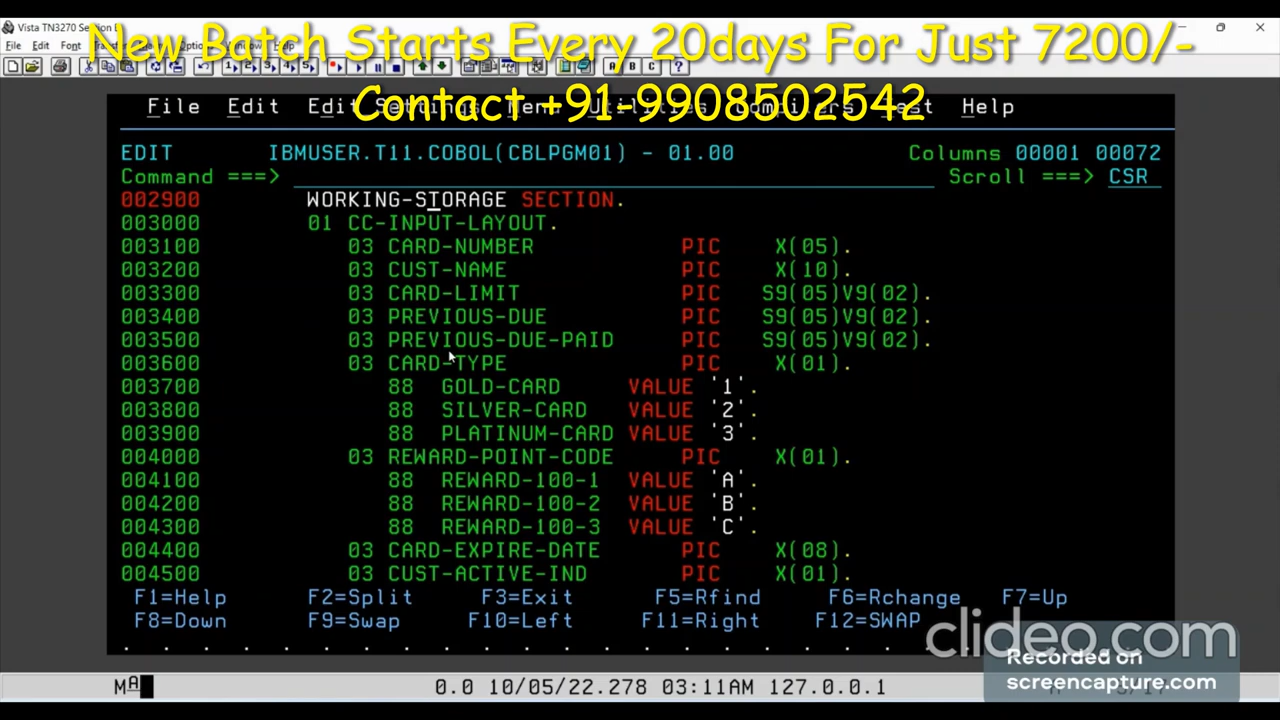 Vista TN3270 Session
New Batch Starts Every 20days For Just 7200/-
File Edit Font
Contact +91-9908502542
File Edit Edit Help
EDIT IBMUSER.T11.COBOL(CBLPGM01) - 01.00 Columns 00001 00072
Command ===> Scroll ===> CSR
002900 WORKING-STORAGE SECTION.
003000 01 CC-INPUT-LAYOUT.
003100 03 CARD-NUMBER PIC X(05).
003200 03 CUST-NAME PIC X(10).
003300 03 CARD-LIMIT PIC S9(05)V9(02).
003400 03 PREVIOUS-DUE PIC S9(05)V9(02).
003500 03 PREVIOUS-DUE-PAID PIC S9(05)V9(02).
003600 03 CARD-TYPE PIC X(01).
003700 88 GOLD-CARD VALUE '1'.
003800 88 SILVER-CARD VALUE '2'.
003900 88 PLATINUM-CARD VALUE '3'.
004000 03 REWARD-POINT-CODE PIC X(01).
004100 88 REWARD-100-1 VALUE 'A'.
004200 88 REWARD-100-2 VALUE 'B'.
004300 88 REWARD-100-3 VALUE 'C'.
004400 03 CARD-EXPIRE-DATE PIC X(08).
004500 03 CUST-ACTIVE-IND PIC X(01).
F1=Help F2=Split F3=Exit F5=Rfind F6=Rchange F7=Up
F8=Down F9=Swap F10=Left F11=Right F12=SWAP
clideo.com
Recorded on
screencapture.com
MA 0.0 10/05/22.278 03:11AM 127.0.0.1